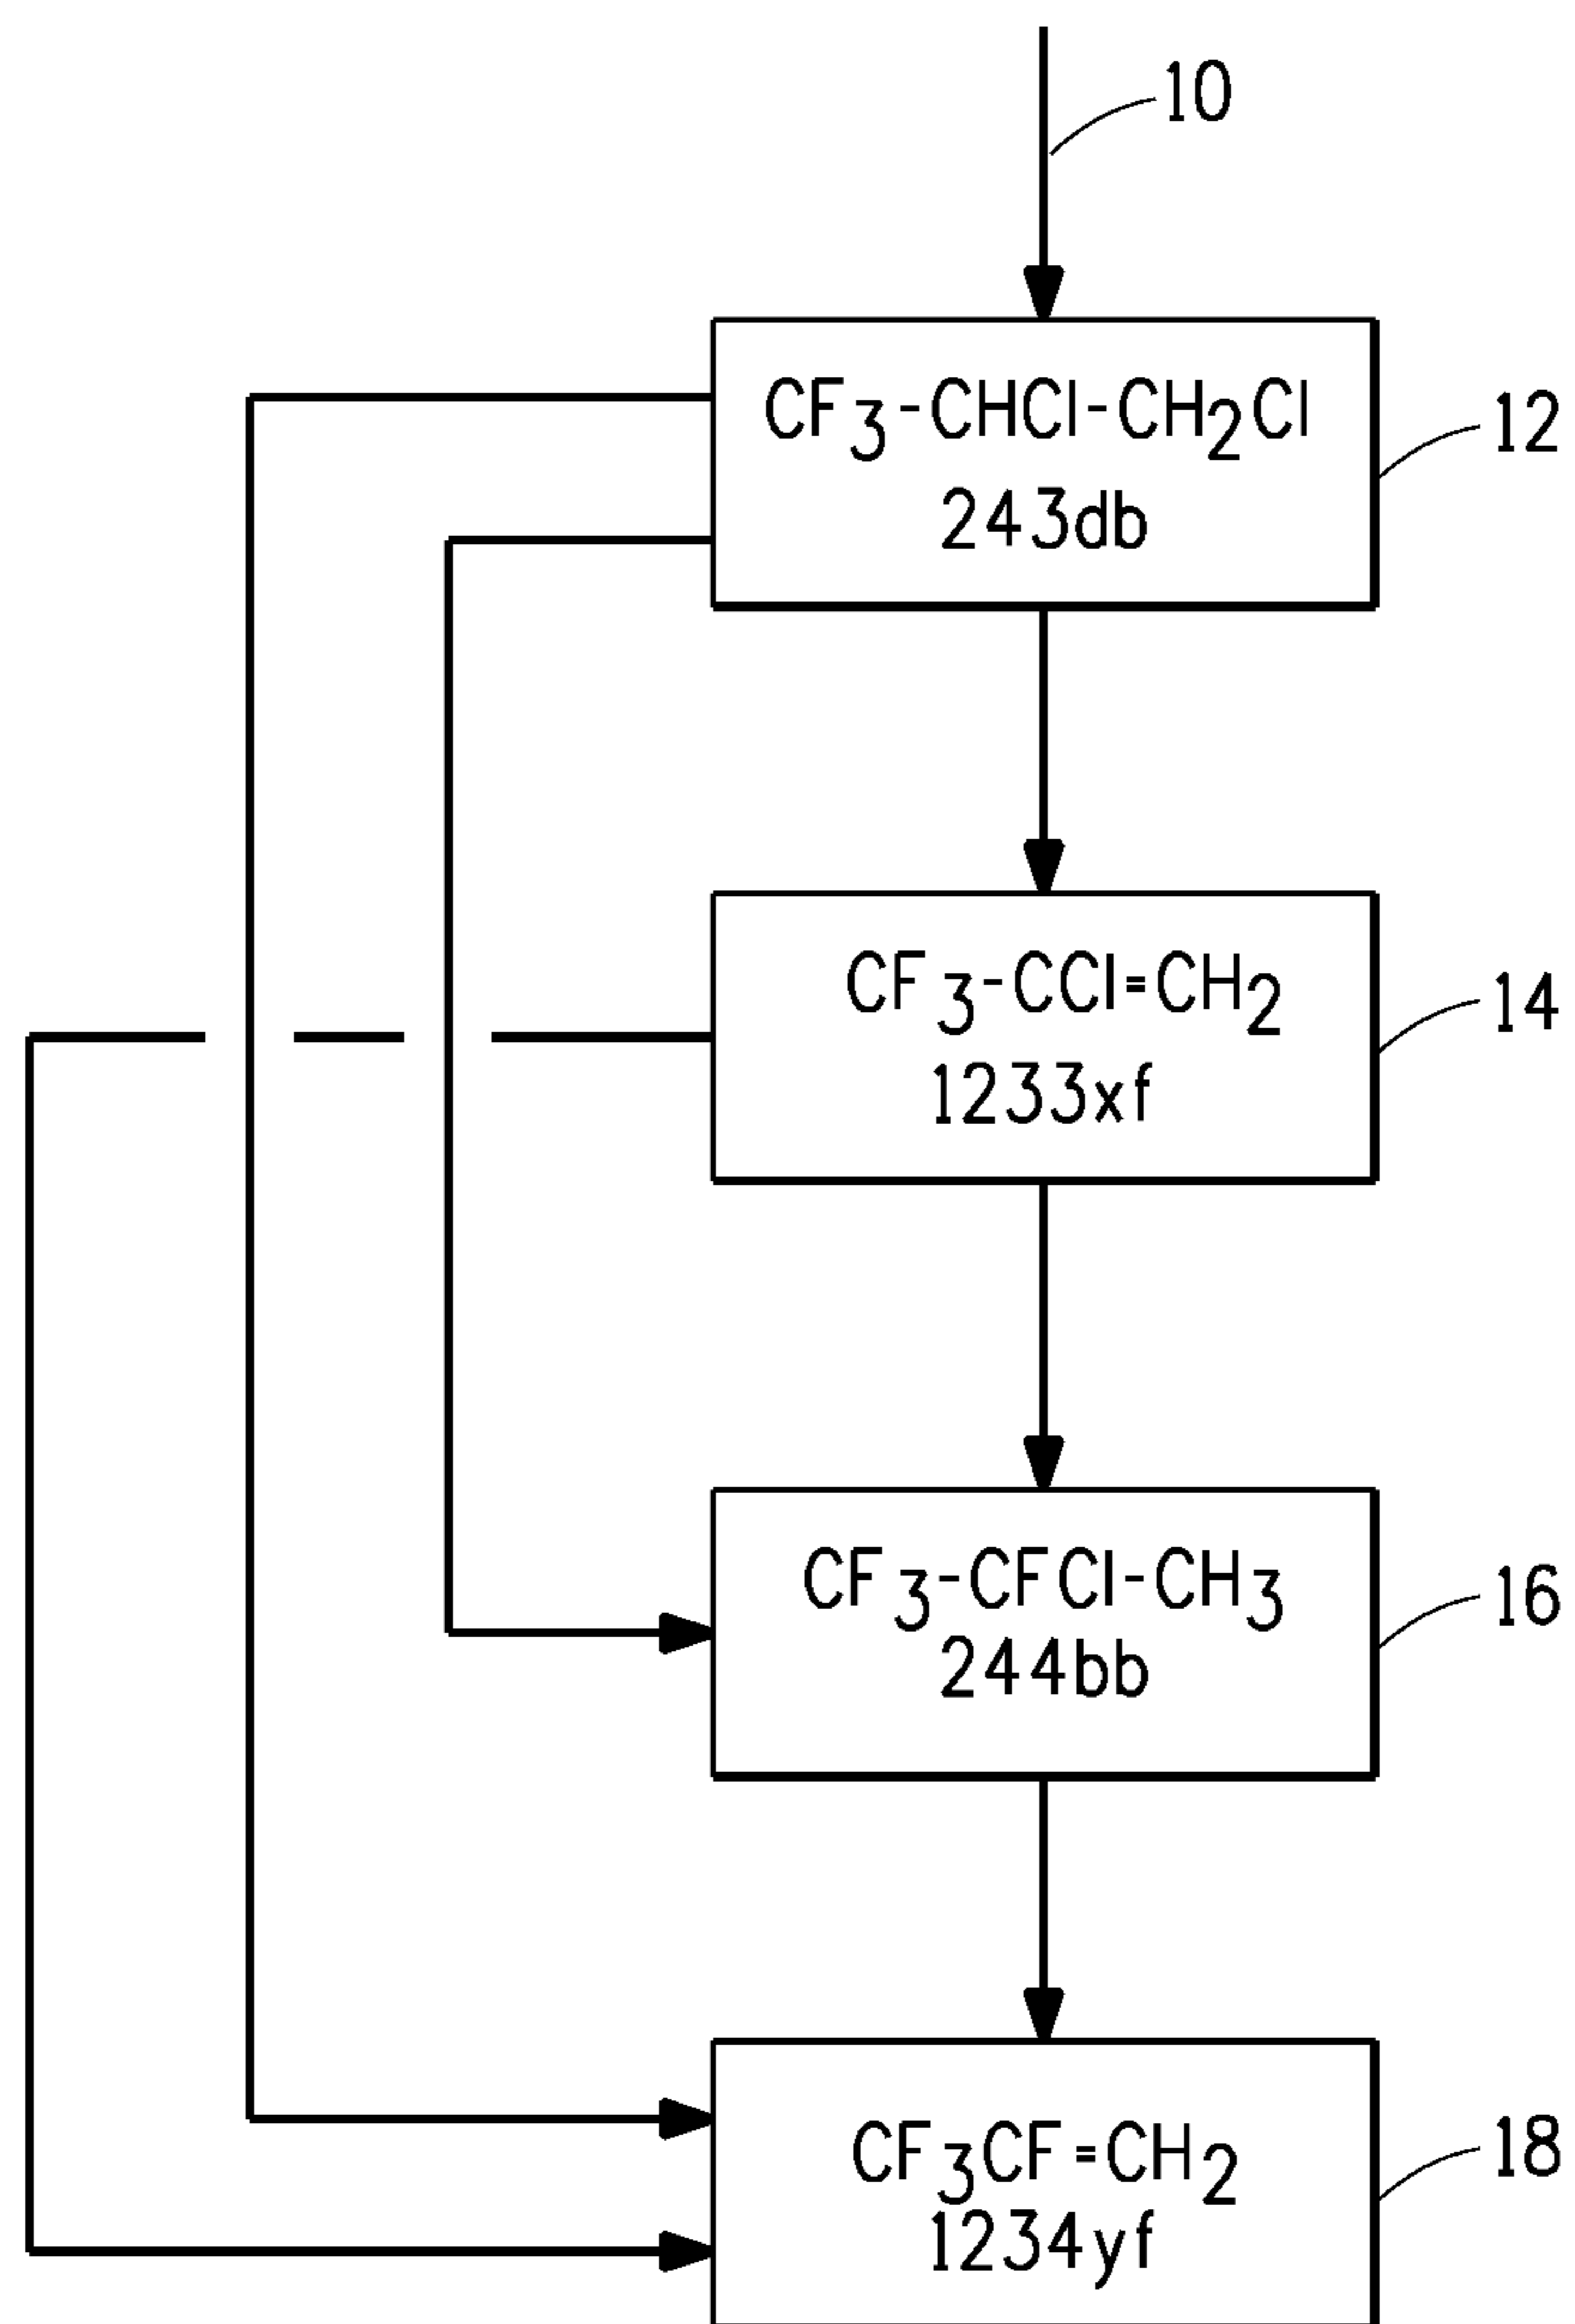 10
CF3-CHCl-CH2Cl
243db
12
CF3-CCl=CH2
1233xf
14
CF3-CFCl-CH3
244bb
16
CF3CF=CH2
1234yf
18